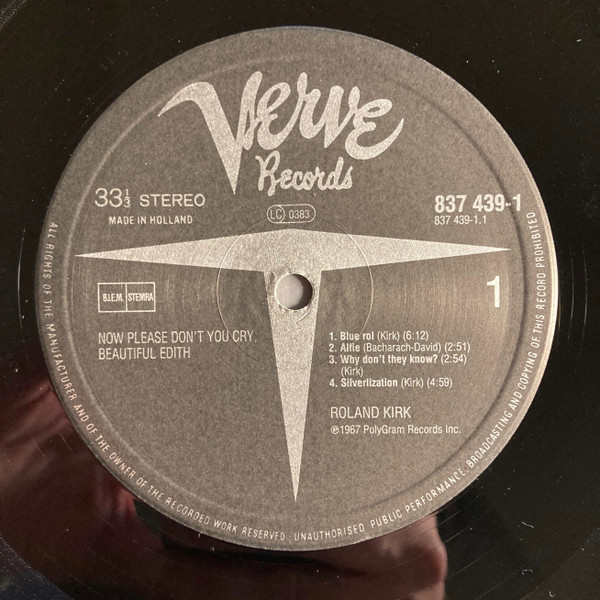 Verve
Records
33 1/3 STEREO
MADE IN HOLLAND
LC 0383
837 439-1
837 439-1.1
B.I.E.M. STEMRA
1
NOW PLEASE DON'T YOU CRY,
BEAUTIFUL EDITH
1. Blue rol (Kirk) (6:12)
2. Alfie (Bacharach-David) (2:51)
3. Why don't they know? (2:54)
(Kirk)
4. Silverlization (Kirk) (4:59)
ROLAND KIRK
℗1967 PolyGram Records Inc.
ALL RIGHTS OF THE MANUFACTURER AND OF THE OWNER OF THE RECORDED WORK RESERVED. UNAUTHORISED PUBLIC PERFORMANCE, BROADCASTING AND COPYING OF THIS RECORD PROHIBITED